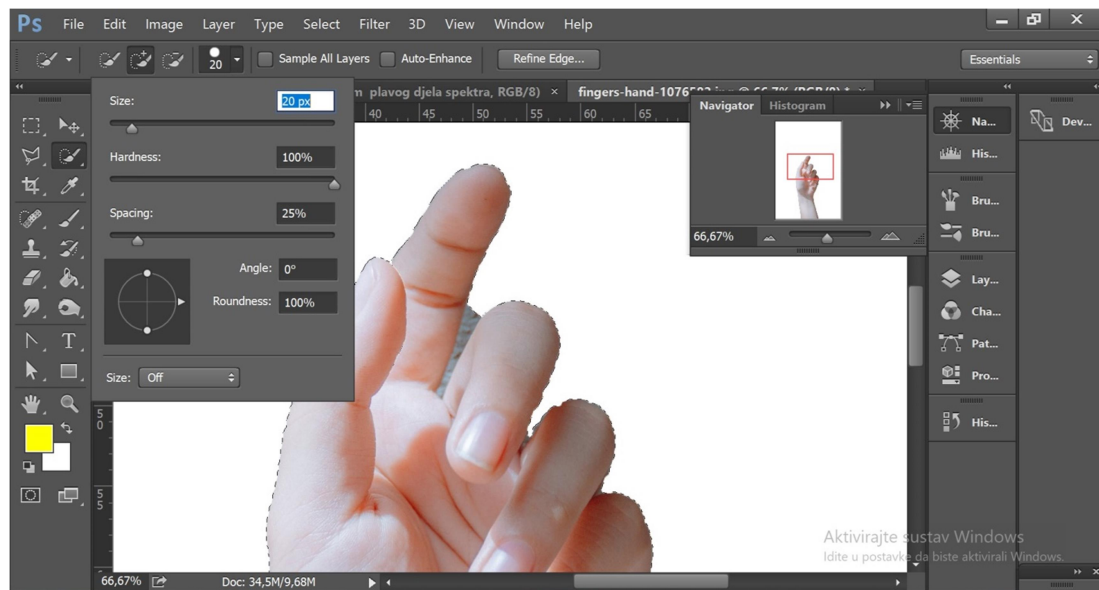 Ps File Edit Image Layer Type Select Filter 3D View Window Help
20 Sample All Layers Auto-Enhance Refine Edge... Essentials
m plavog djela spektra, RGB/8) × fingers-hand-1076
Size: 20 px
Hardness: 100%
Spacing: 25%
Angle: 0°
Roundness: 100%
Size: Off
40 45 50 55 60 65
5
0
5
5
Navigator Histogram
66,67%
Na...
His...
Bru...
Bru...
Lay...
Cha...
Pat...
Pro...
His...
Dev...
T
Aktivirajte sustav Windows
Idite u postavke da biste aktivirali Windows.
66,67% Doc: 34,5M/9,68M